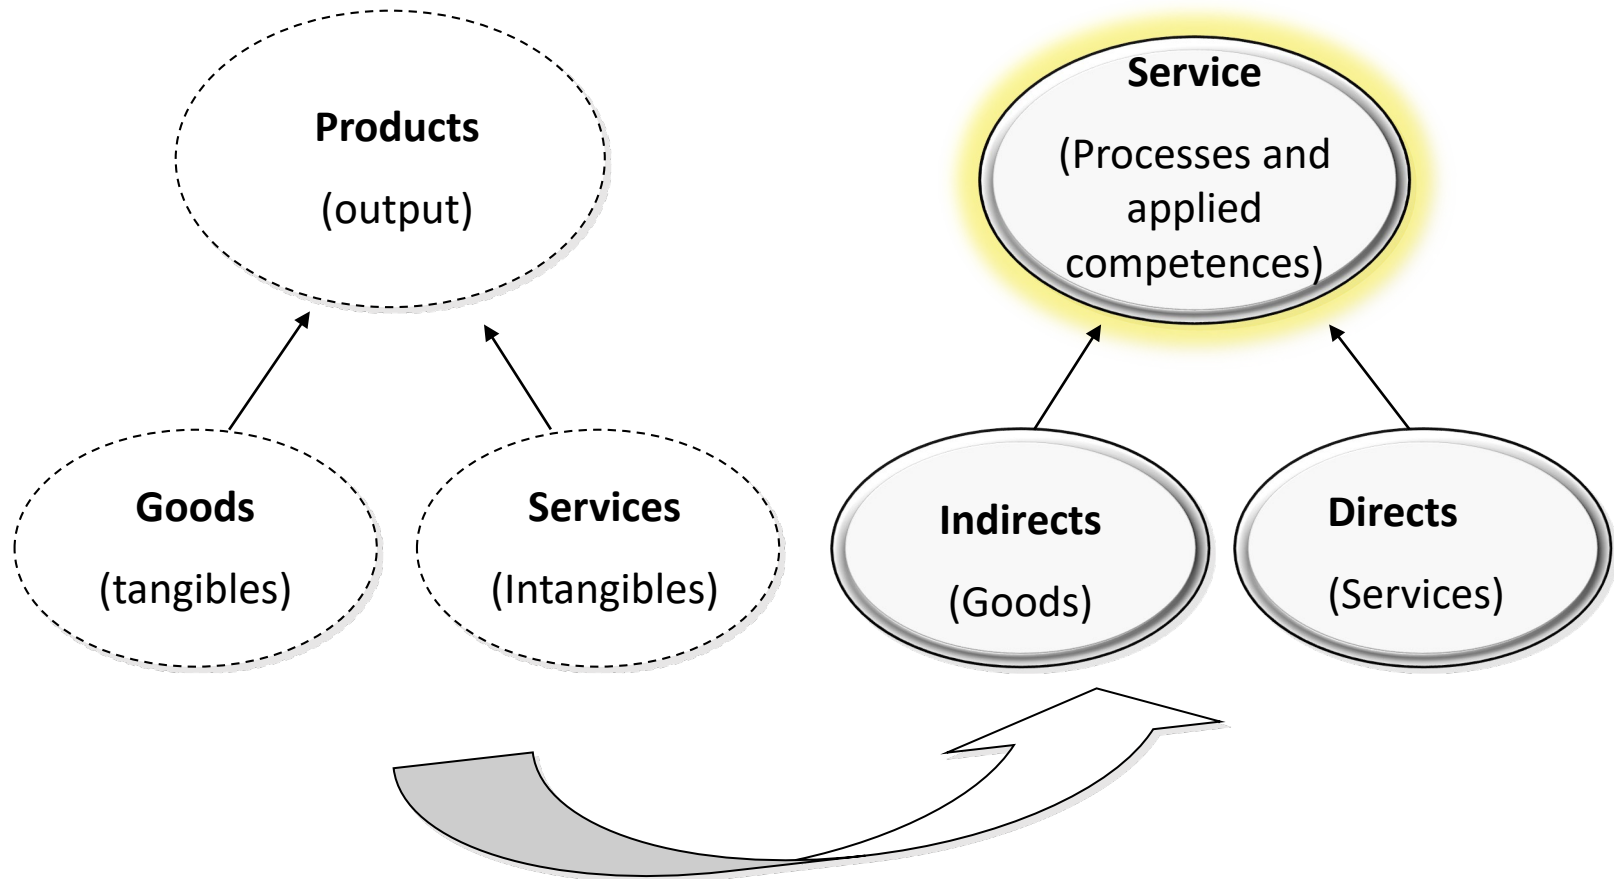 Products
(output)
Service
(Processes and
applied
competences)
Goods
(tangibles)
Services
(Intangibles)
Indirects
(Goods)
Directs
(Services)